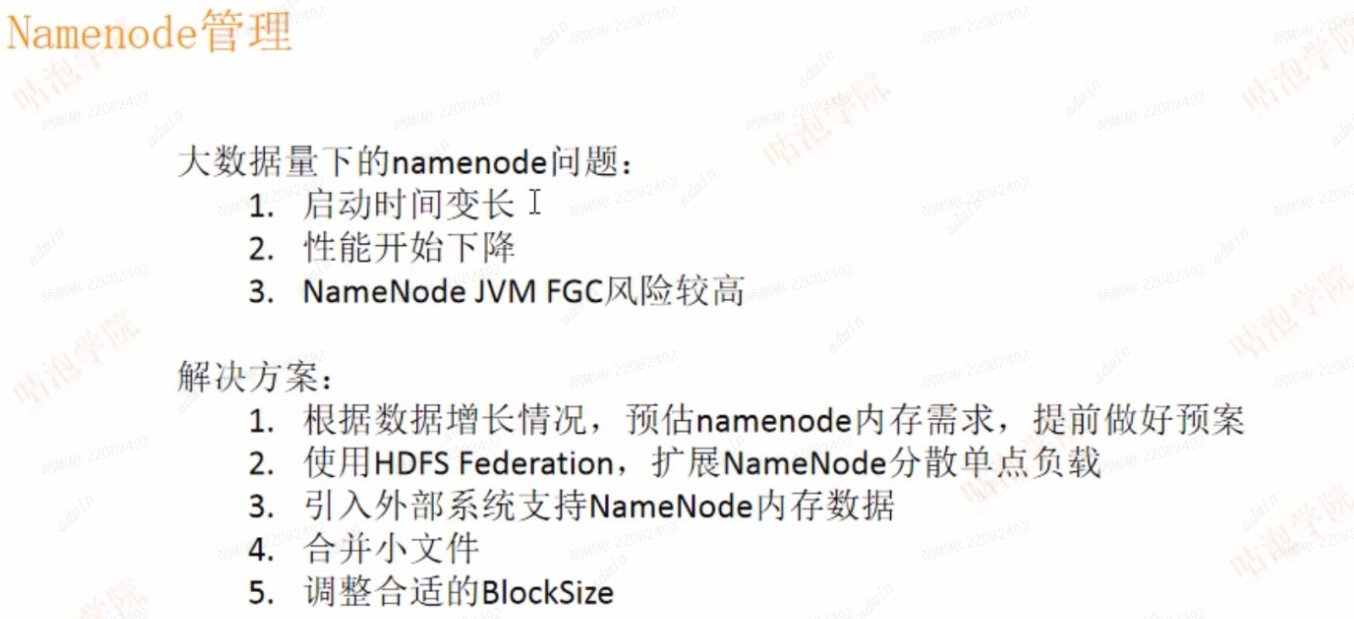 Namenode管理
大数据量下的namenode问题：
1. 启动时间变长
2. 性能开始下降
3. NameNode JVM FGC风险较高
解决方案：
1. 根据数据增长情况，预估namenode内存需求，提前做好预案
2. 使用HDFS Federation，扩展NameNode分散单点负载
3. 引入外部系统支持NameNode内存数据
4. 合并小文件
5. 调整合适的BlockSize
咕泡学院
admin
22082492